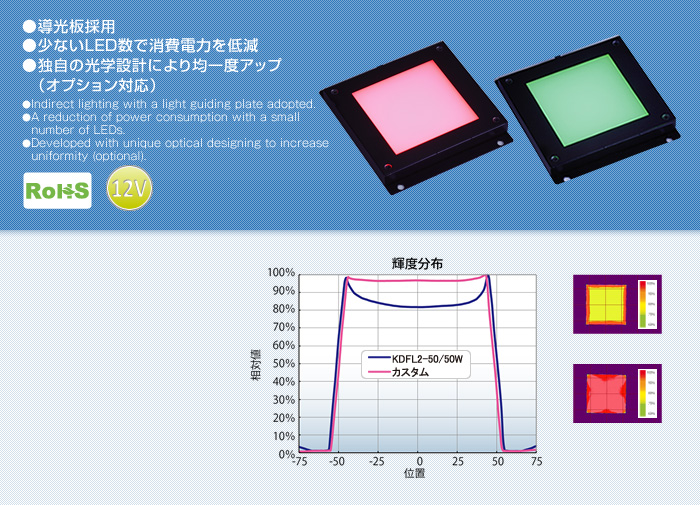 ●導光板採用
●少ないLED数で消費電力を低減
●独自の光学設計により均一度アップ
（オプション対応）
●Indirect lighting with a light guiding plate adopted.
●A reduction of power consumption with a small
number of LEDs.
●Developed with unique optical designing to increase
uniformity (optional).
RoHS
12V
輝度分布
100%
90%
80%
70%
60%
50%
40%
30%
20%
10%
0%
相対値
KDFL2-50/50W
カスタム
-75 -50 -25 0 25 50 75
位置